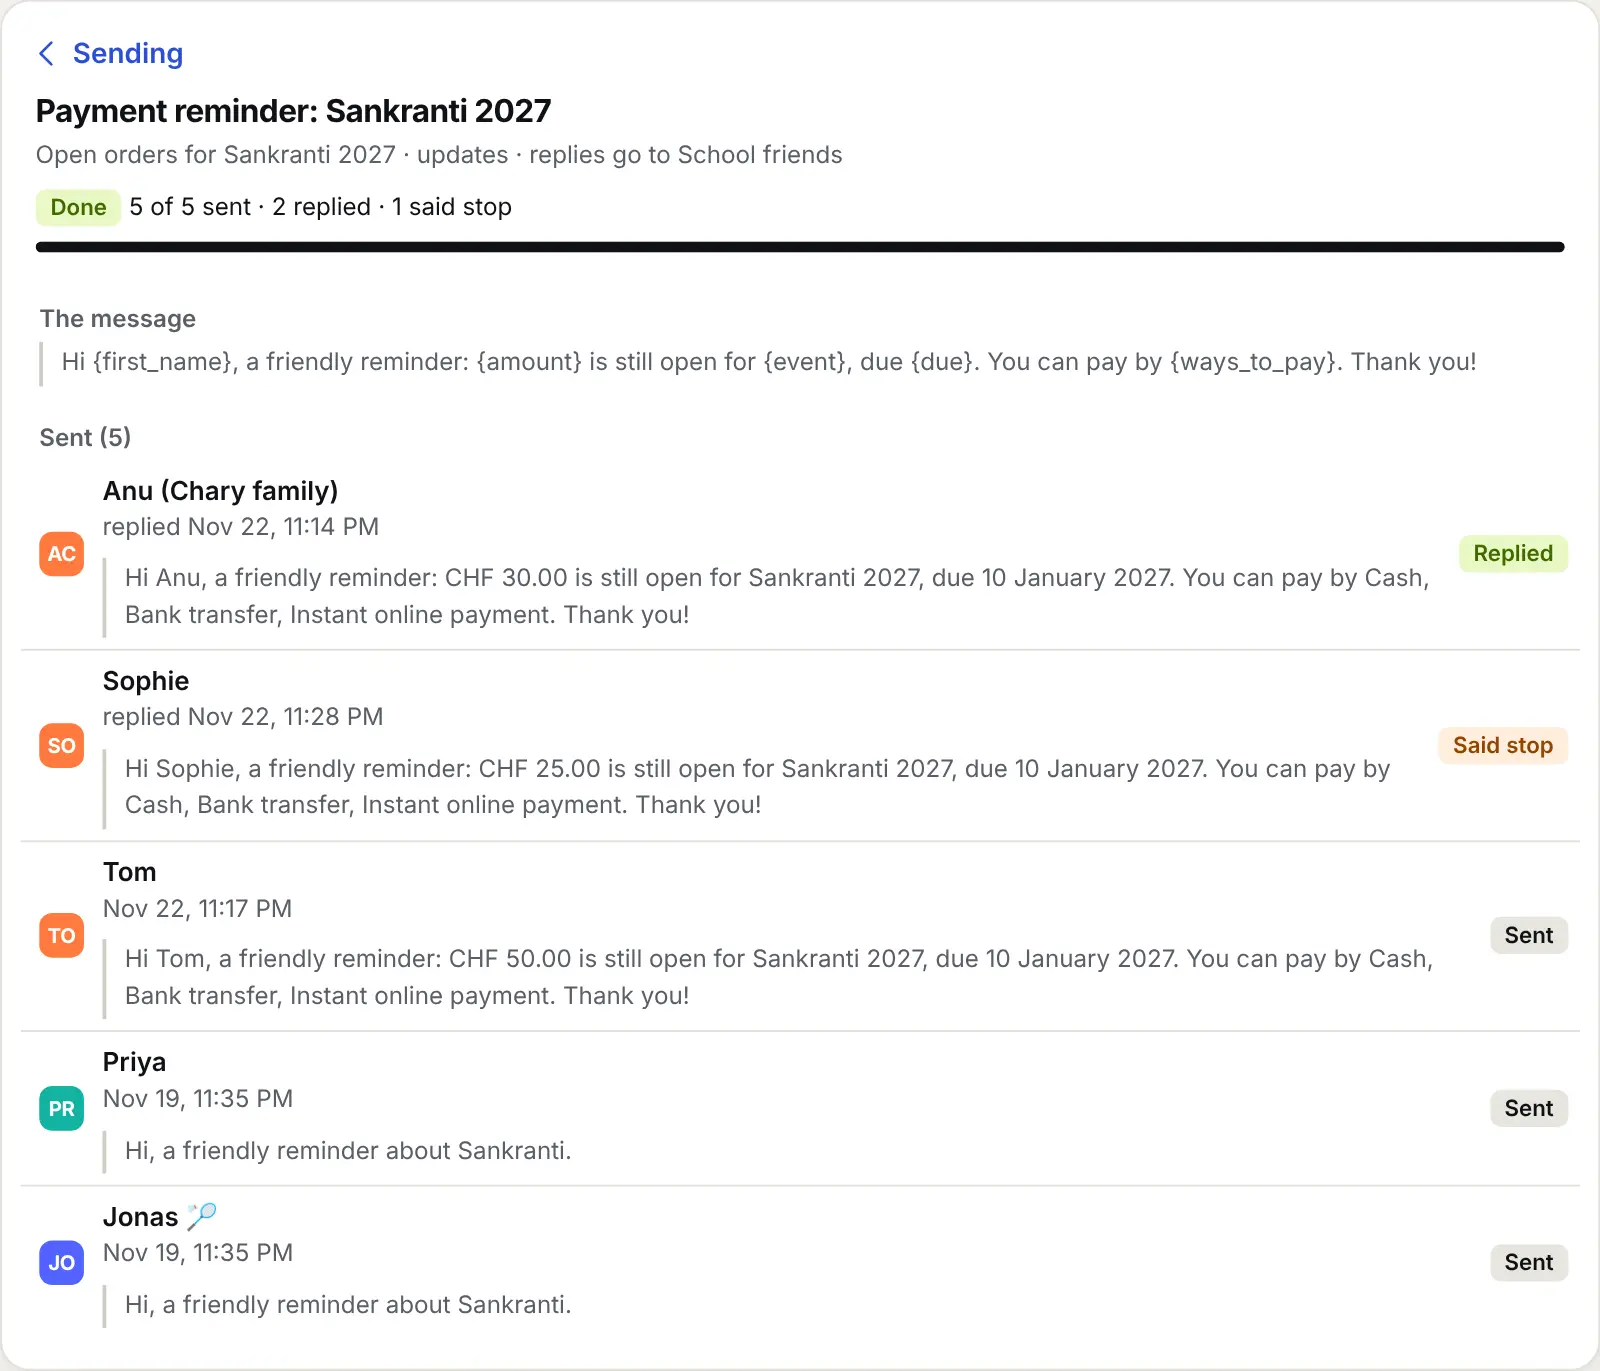 Sending
Payment reminder: Sankranti 2027
Open orders for Sankranti 2027 · updates · replies go to School friends
Done 5 of 5 sent · 2 replied · 1 said stop
The message
Hi {first_name}, a friendly reminder: {amount} is still open for {event}, due {due}. You can pay by {ways_to_pay}. Thank you!
Sent (5)
Anu (Chary family)
replied Nov 22, 11:14 PM
AC
Replied
Hi Anu, a friendly reminder: CHF 30.00 is still open for Sankranti 2027, due 10 January 2027. You can pay by Cash,
Bank transfer, Instant online payment. Thank you!
Sophie
replied Nov 22, 11:28 PM
SO
Said stop
Hi Sophie, a friendly reminder: CHF 25.00 is still open for Sankranti 2027, due 10 January 2027. You can pay by
Cash, Bank transfer, Instant online payment. Thank you!
Tom
Nov 22, 11:17 PM
TO
Sent
Hi Tom, a friendly reminder: CHF 50.00 is still open for Sankranti 2027, due 10 January 2027. You can pay by Cash,
Bank transfer, Instant online payment. Thank you!
Priya
Nov 19, 11:35 PM
PR
Sent
Hi, a friendly reminder about Sankranti.
Jonas 🏸
Nov 19, 11:35 PM
JO
Sent
Hi, a friendly reminder about Sankranti.